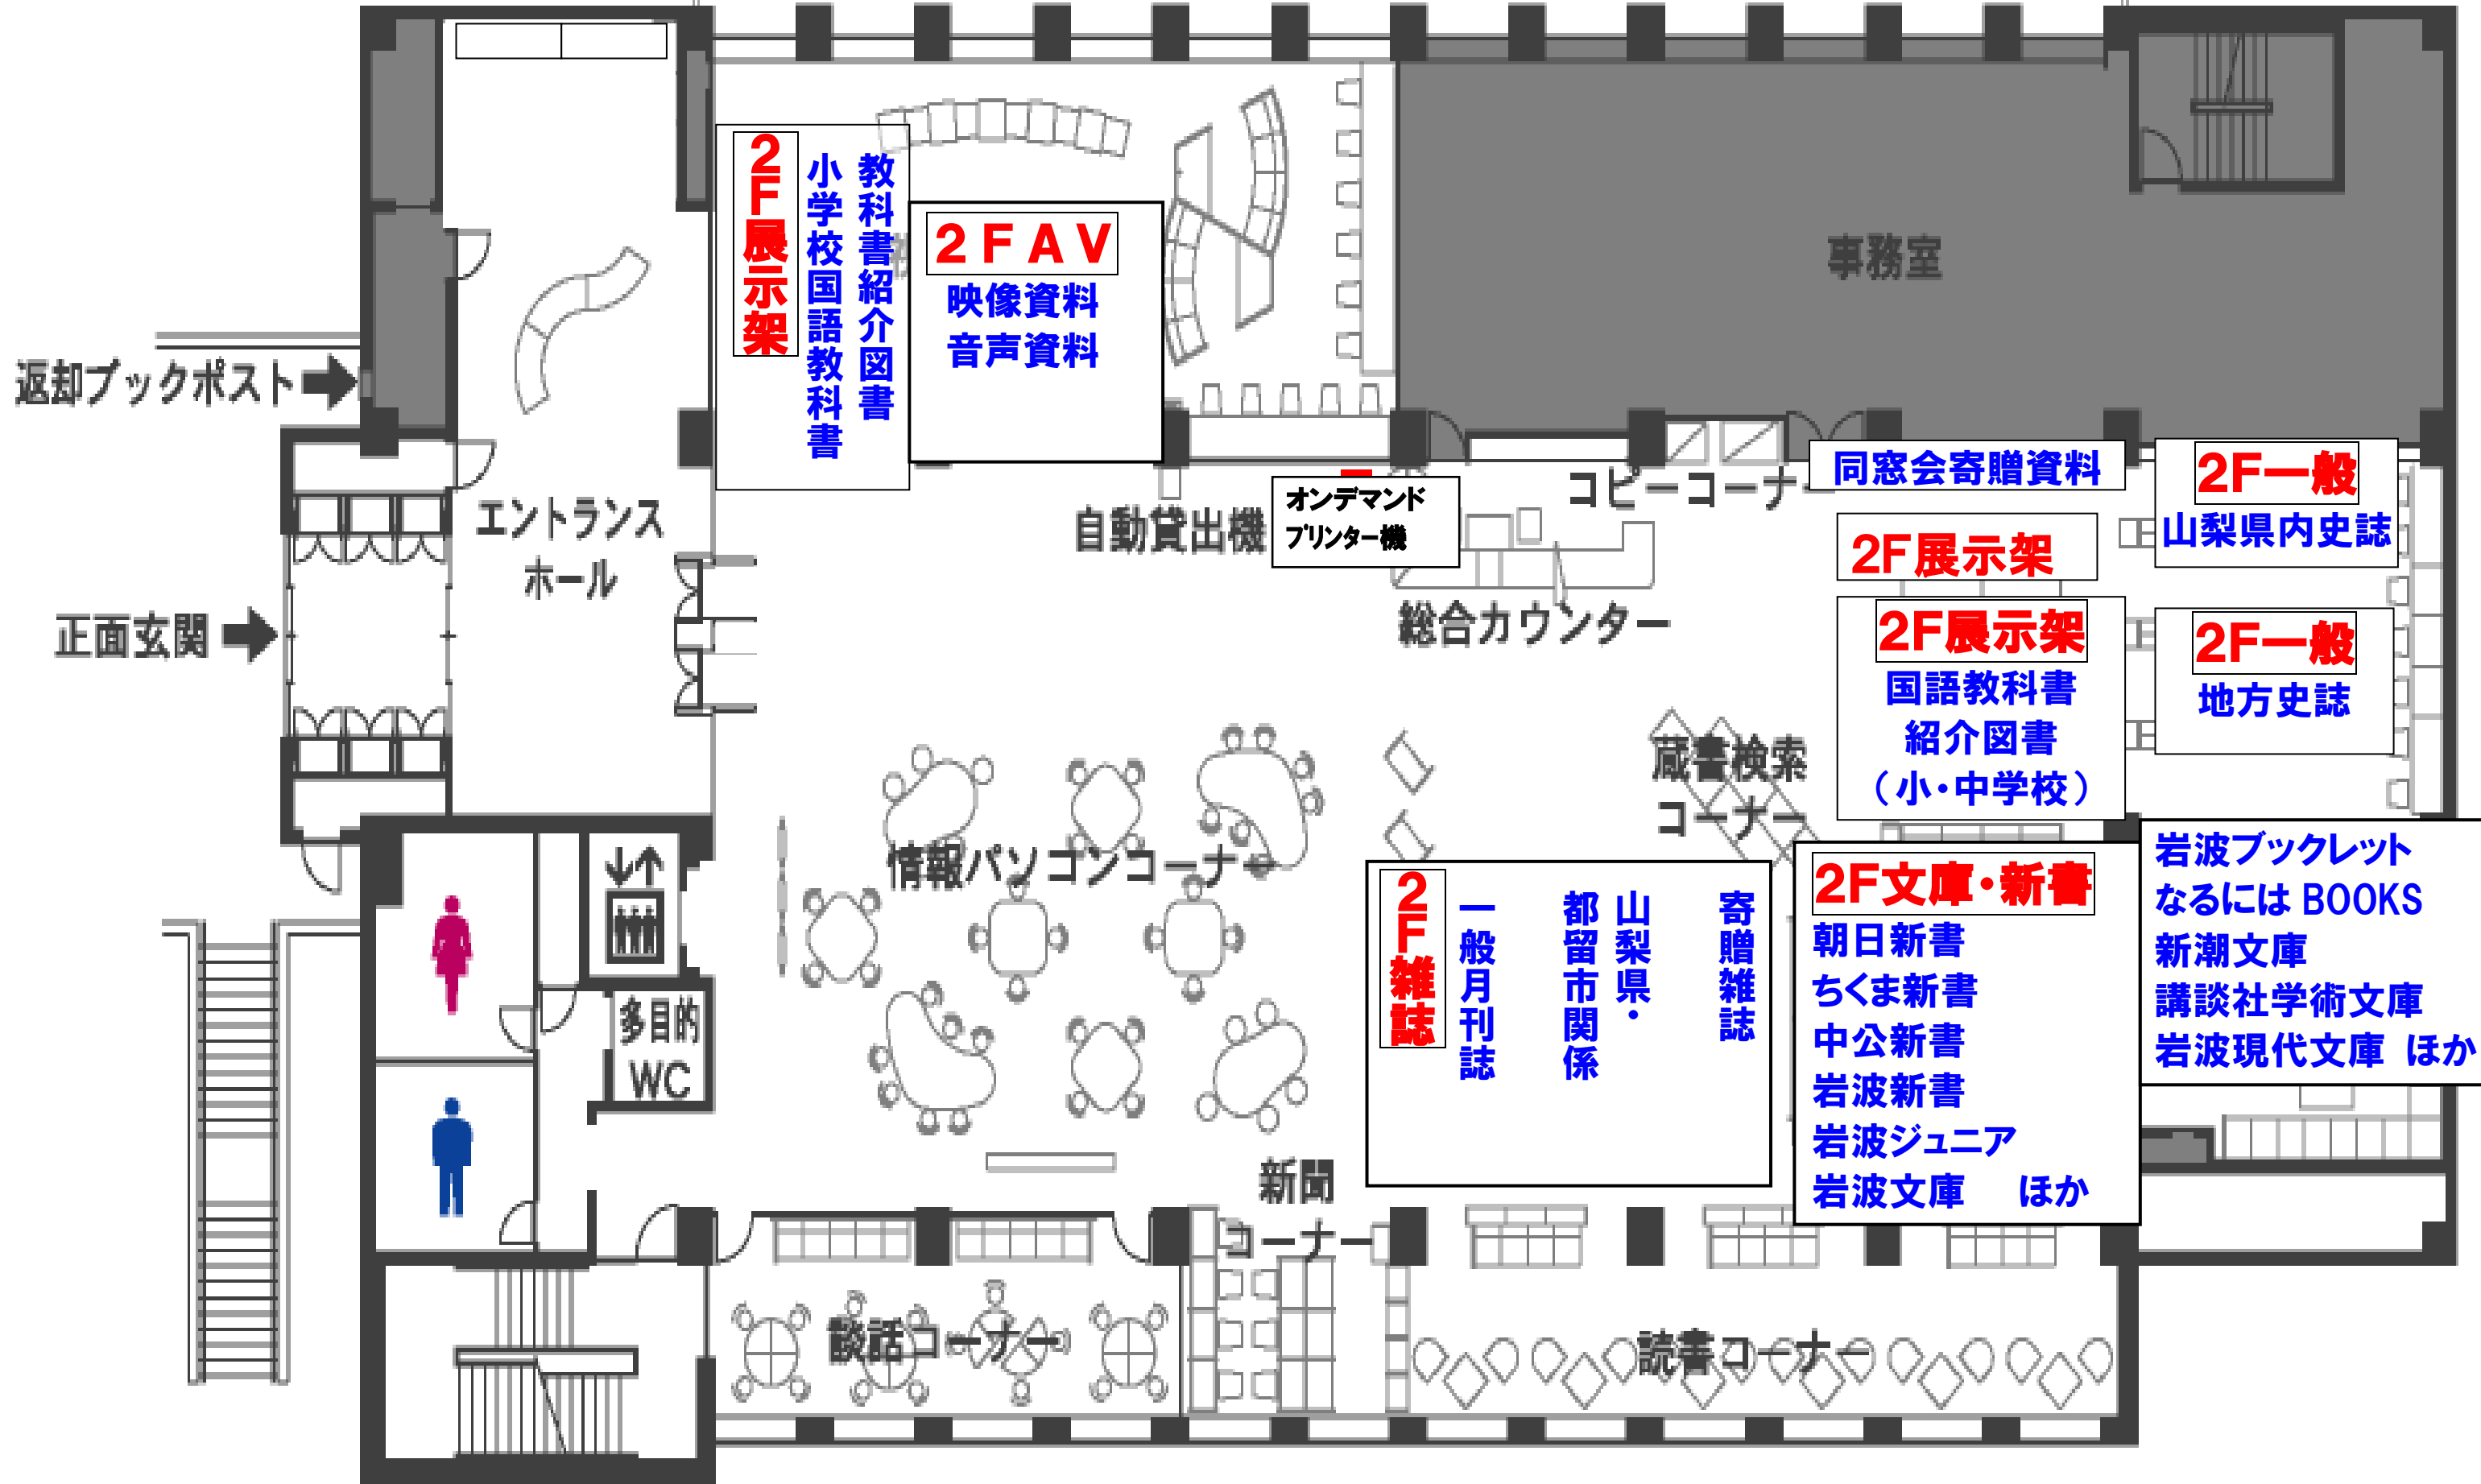 2F展示架
教科書紹介図書
小学校国語教科書
2FAV
映像資料
音声資料
事務室
返却ブックポスト
エントランス
ホール
正面玄関
自動貸出機
オンデマンド
プリンター機
コピーコーナー
総合カウンター
同窓会寄贈資料
2F展示架
2F展示架
国語教科書
紹介図書
（小・中学校）
2F一般
山梨県内史誌
2F一般
地方史誌
蔵書検索
コーナー
情報パソコンコーナー
多目的
WC
2F雑誌
一般月刊誌
山梨県・
都留市関係
寄贈雑誌
2F文庫・新書
朝日新書
ちくま新書
中公新書
岩波新書
岩波ジュニア
岩波文庫 ほか
岩波ブックレット
なるにはBOOKS
新潮文庫
講談社学術文庫
岩波現代文庫 ほか
新聞
コーナー
談話コーナー
読書コーナー